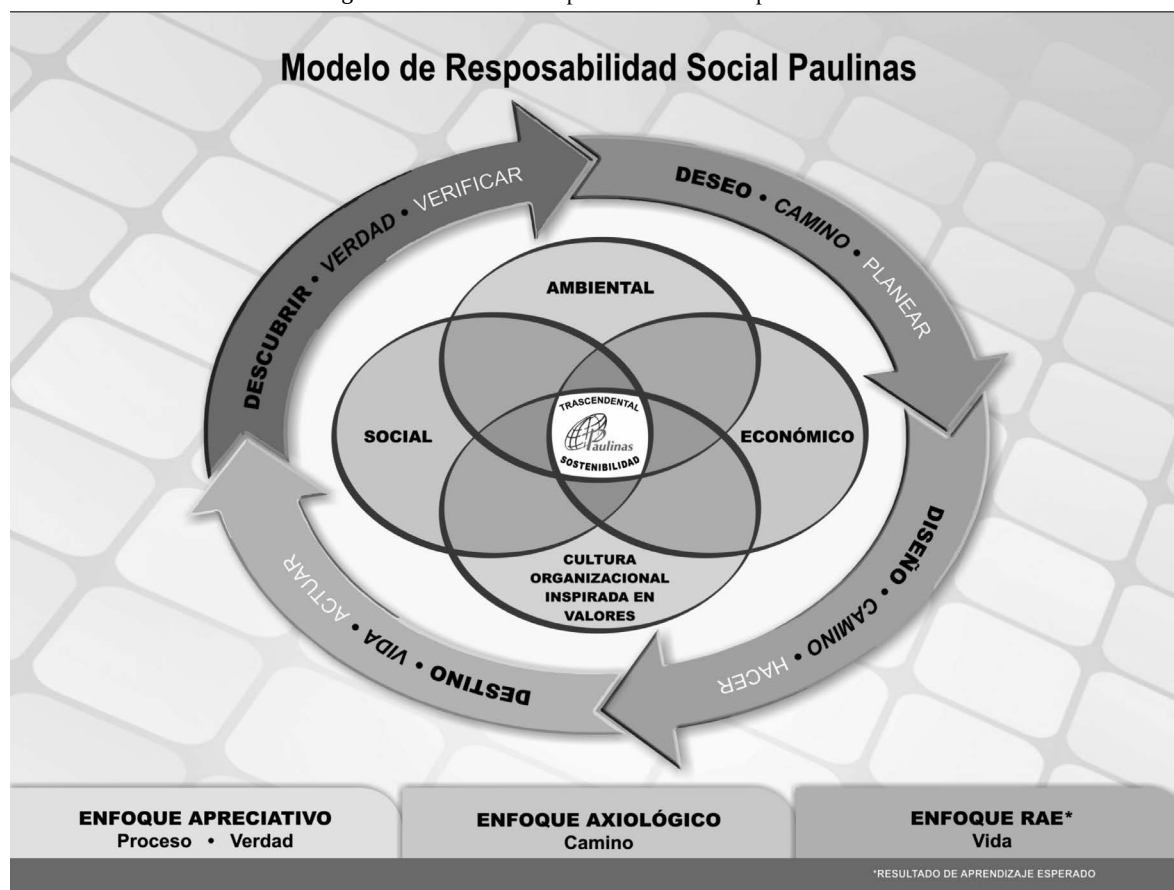 Modelo de Resposabilidad Social Paulinas
DESCUBRIR • VERDAD • VERIFICAR
DESEO • CAMINO • PLANEAR
DISEÑO • CAMINO • HACER
DESTINO • VIDA • ACTUAR
AMBIENTAL
SOCIAL
TRASCENDENTAL
Paulinas
SOSTENIBILIDAD
ECONÓMICO
CULTURA
ORGANIZACIONAL
INSPIRADA EN
VALORES
ENFOQUE APRECIATIVO
Proceso • Verdad
ENFOQUE AXIOLÓGICO
Camino
ENFOQUE RAE*
Vida
*RESULTADO DE APRENDIZAJE ESPERADO